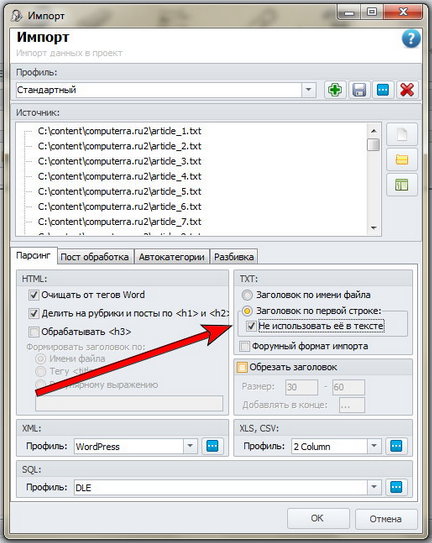 Импорт
Импорт
Импорт данных в проект
Профиль:
Стандартный
Источник:
C:\content\computerra.ru2\article_1.txt
C:\content\computerra.ru2\article_2.txt
C:\content\computerra.ru2\article_3.txt
C:\content\computerra.ru2\article_4.txt
C:\content\computerra.ru2\article_5.txt
C:\content\computerra.ru2\article_6.txt
C:\content\computerra.ru2\article_7.txt
Парсинг Пост обработка Автокатегории Разбивка
HTML:
Очищать от тегов Word
Делить на рубрики и посты по <h1> и <h2>
Обрабатывать <h3>
Формировать заголовок по:
Имени файла
Тегу
выражению
TXT:
Заголовок по имени файла
Заголовок по первой строке:
Не использовать её в тексте
Форумный формат импорта
Обрезать заголовок
Размер: 30 - 60
Добавлять в конце: ...
XML:
Профиль: WordPress
XLS, CSV:
Профиль: 2 Column
SQL:
Профиль: DLE
OK Отмена